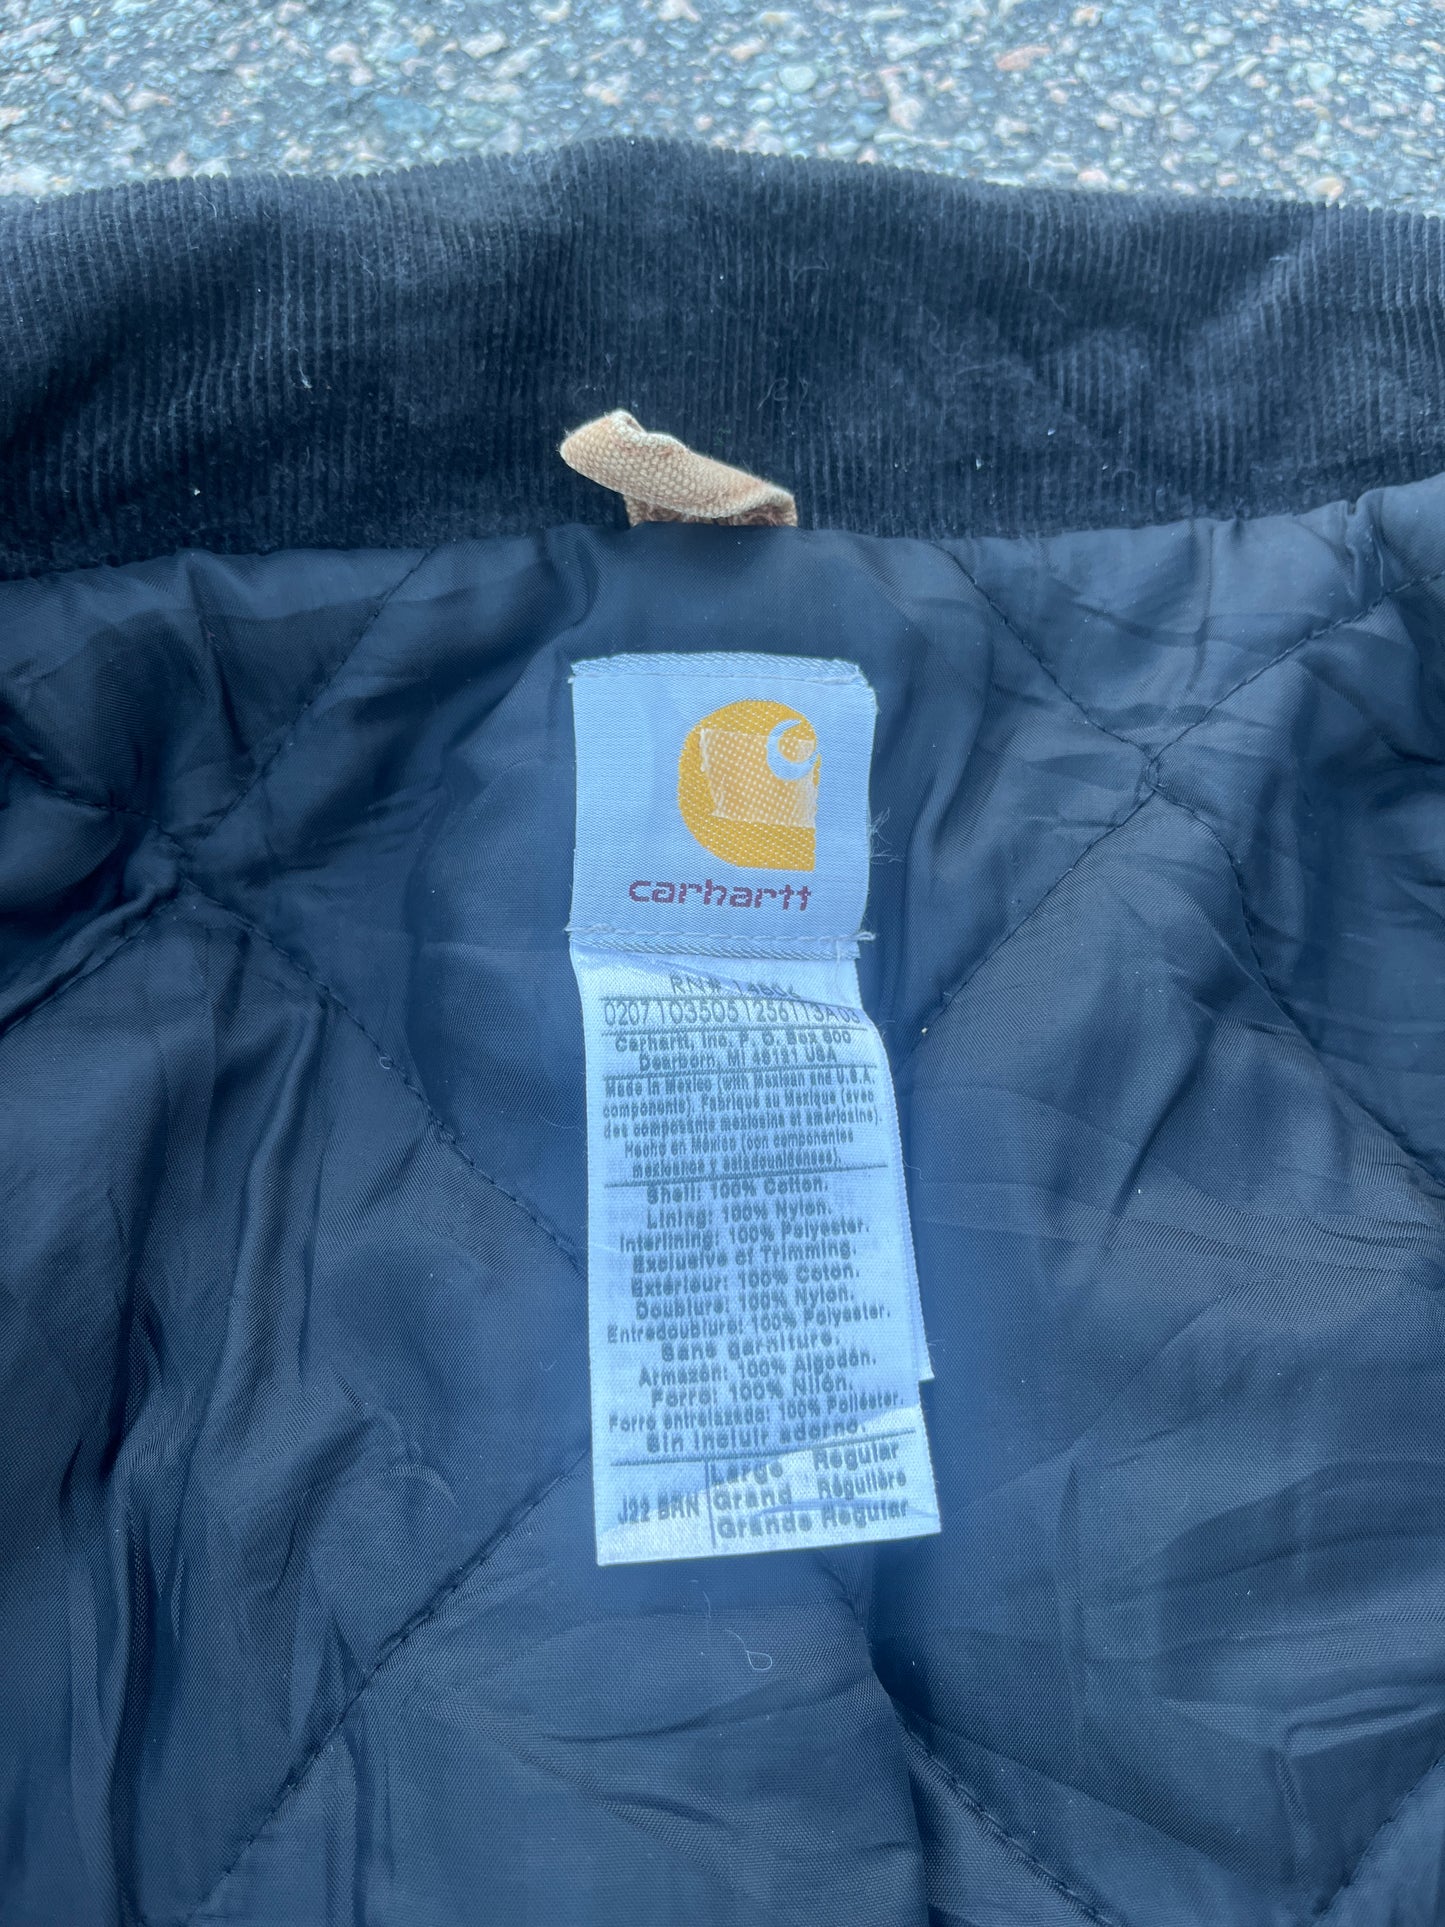 carhartt
RN# 14604
02071035051256113A03
Carhartt, Inc. P. O. Box 600
Dearborn, MI 48121 USA
Made in Mexico (with Mexican and U.S.A.
components). Fabriqué au Mexique (avec
des composants mexicains et américains).
Hecho en México (con componentes
mexicanos y estadounidenses).
Shell: 100% Cotton.
Lining: 100% Nylon.
Interlining: 100% Polyester.
Exclusive of Trimming.
Extérieur: 100% Coton.
Doublure: 100% Nylon.
Entredoublure: 100% Polyester.
Sans garniture.
Armazón: 100% Algodón.
Forro: 100% Nilón.
Forro entrelazado: 100% Poliéster.
Sin incluir adorno.
J22 BRN
Large Regular
Grand Régulière
Grande Regular